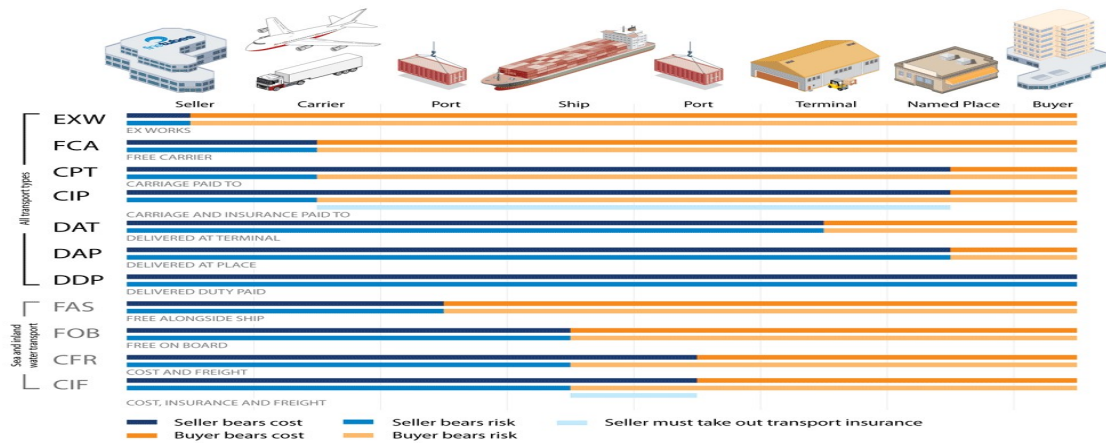 Seller Carrier Port Ship Port Terminal Named Place Buyer
All transport types
EXW
EX WORKS
FCA
FREE CARRIER
CPT
CARRIAGE PAID TO
CIP
CARRIAGE AND INSURANCE PAID TO
DAT
DELIVERED AT TERMINAL
DAP
DELIVERED AT PLACE
DDP
DELIVERED DUTY PAID
Sea and inland
water transport
FAS
FREE ALONGSIDE SHIP
FOB
FREE ON BOARD
CFR
COST AND FREIGHT
CIF
COST, INSURANCE AND FREIGHT
Seller bears cost Seller bears risk Seller must take out transport insurance
Buyer bears cost Buyer bears risk